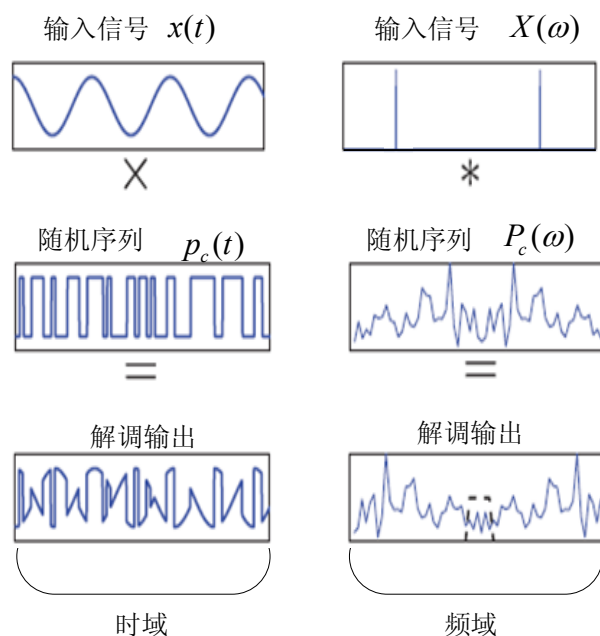 输入信号 x(t)
输入信号 X(ω)
×
*
随机序列 p_c(t)
随机序列 P_c(ω)
=
=
解调输出
解调输出
时域
频域